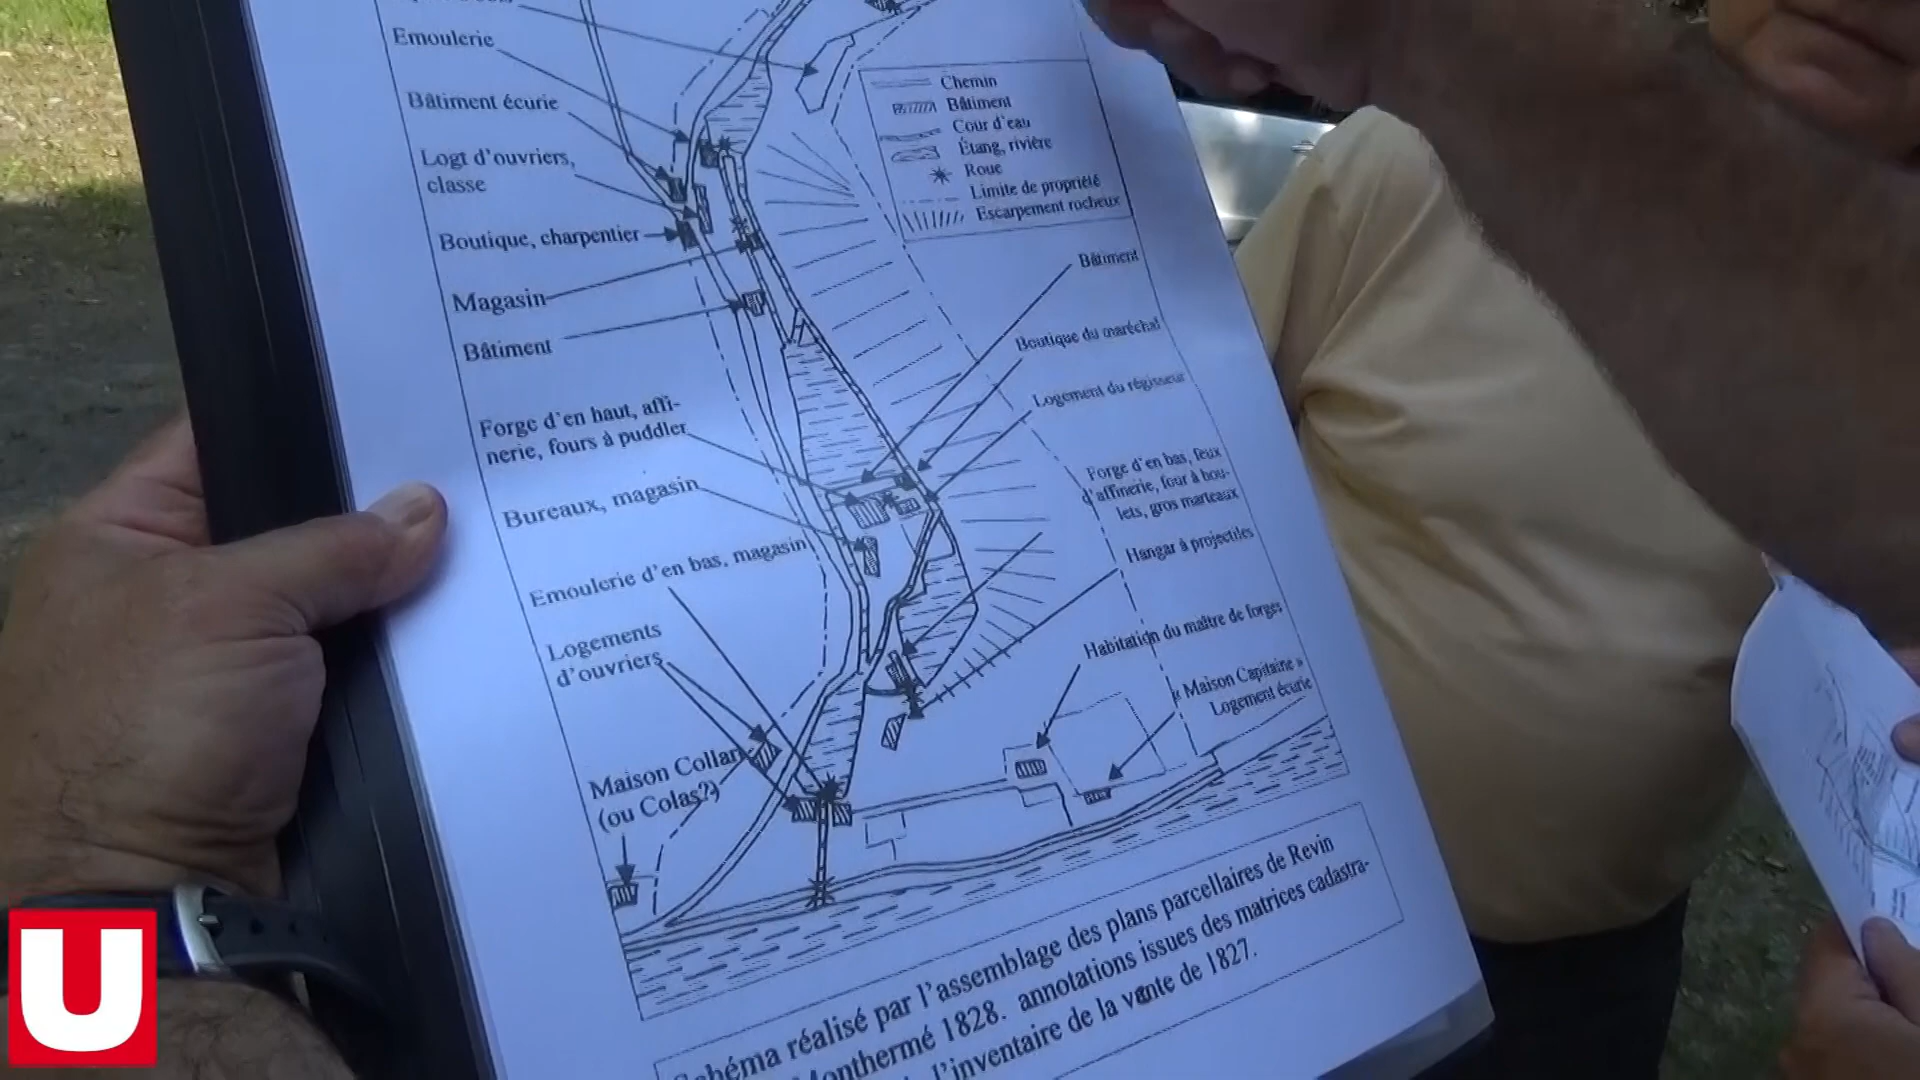 Emoulerie
Bâtiment écurie
Logt d'ouvriers,
classe
Boutique, charpentier
Magasin
Bâtiment
Forge d'en haut, affi-
nerie, fours à puddler
Bureaux, magasin
Emoulerie d'en bas, magasin
Logements
d'ouvriers
Maison Collar
(ou Colas?)
Chemin
Bâtiment
Cour d'eau
Étang, rivière
Roue
Limite de propriété
Escarpement rocheux
Bâtiment
Boutique du maréchal
Logement du régisseur
Forge d'en bas, feux
d'affinerie, four à bou-
lets, gros marteaux
Hangar à projectiles
Habitation du maître de forges
« Maison Capitaine »
Logement écurie
Schéma réalisé par l'assemblage des plans parcellaires de Revin
Monthermé 1828. annotations issues des matrices cadastra-
l'inventaire de la vente de 1827.
U